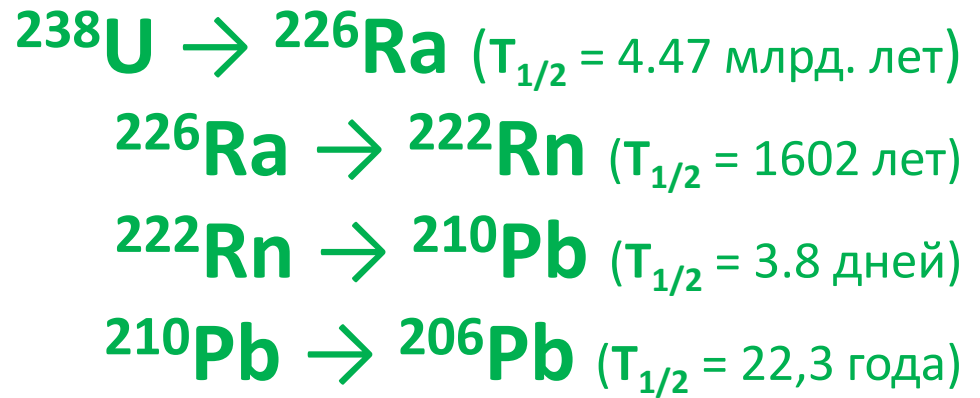 ²³⁸U → ²²⁶Ra (T₁/₂ = 4.47 млрд. лет)
²²⁶Ra → ²²²Rn (T₁/₂ = 1602 лет)
²²²Rn → ²¹⁰Pb (T₁/₂ = 3.8 дней)
²¹⁰Pb → ²⁰⁶Pb (T₁/₂ = 22,3 года)